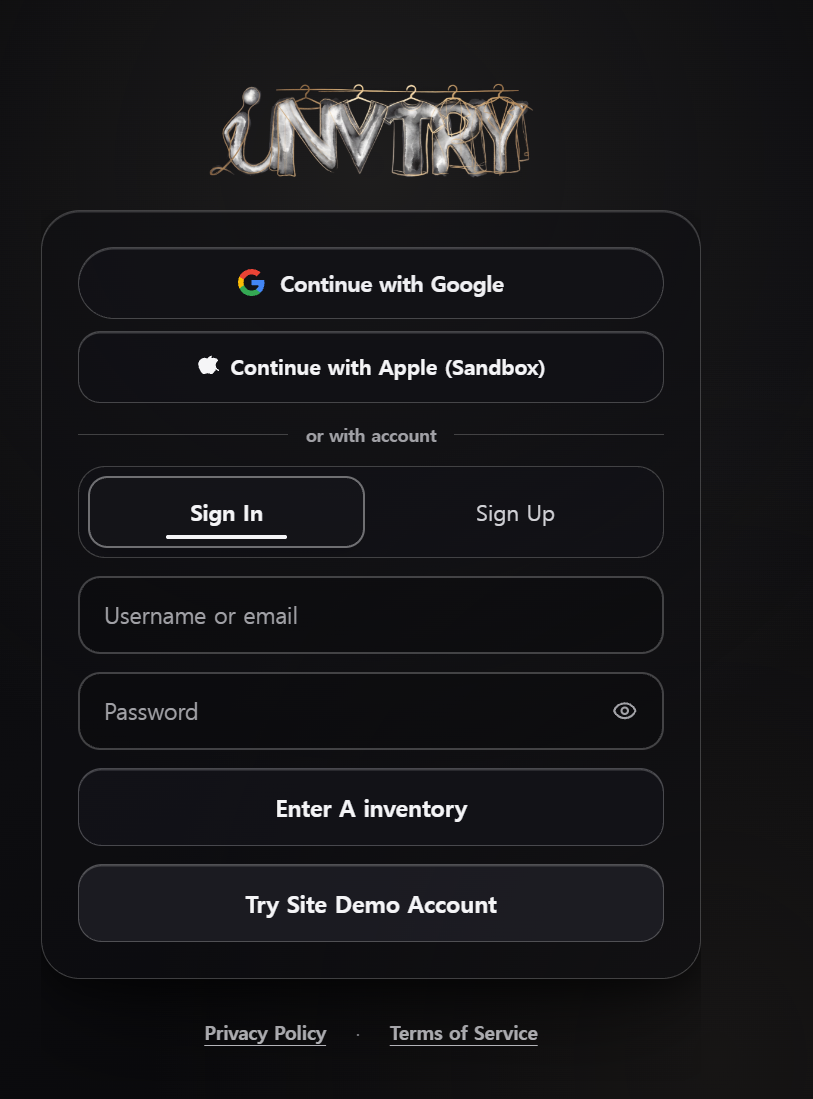 iNVTRY
Continue with Google
Continue with Apple (Sandbox)
or with account
Sign In
Sign Up
Username or email
Password
Enter A inventory
Try Site Demo Account
Privacy Policy · Terms of Service